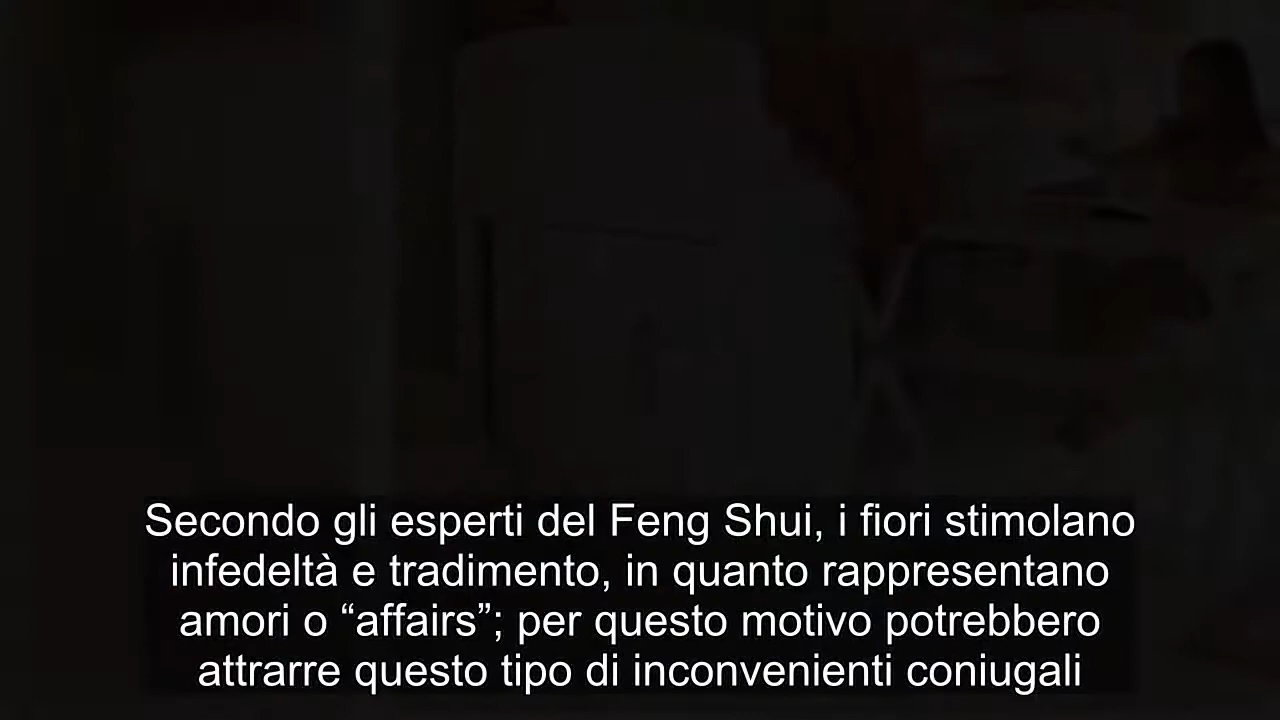 Secondo gli esperti del Feng Shui, i fiori stimolano
infedeltà e tradimento, in quanto rappresentano
amori o “affairs”; per questo motivo potrebbero
attrarre questo tipo di inconvenienti coniugali